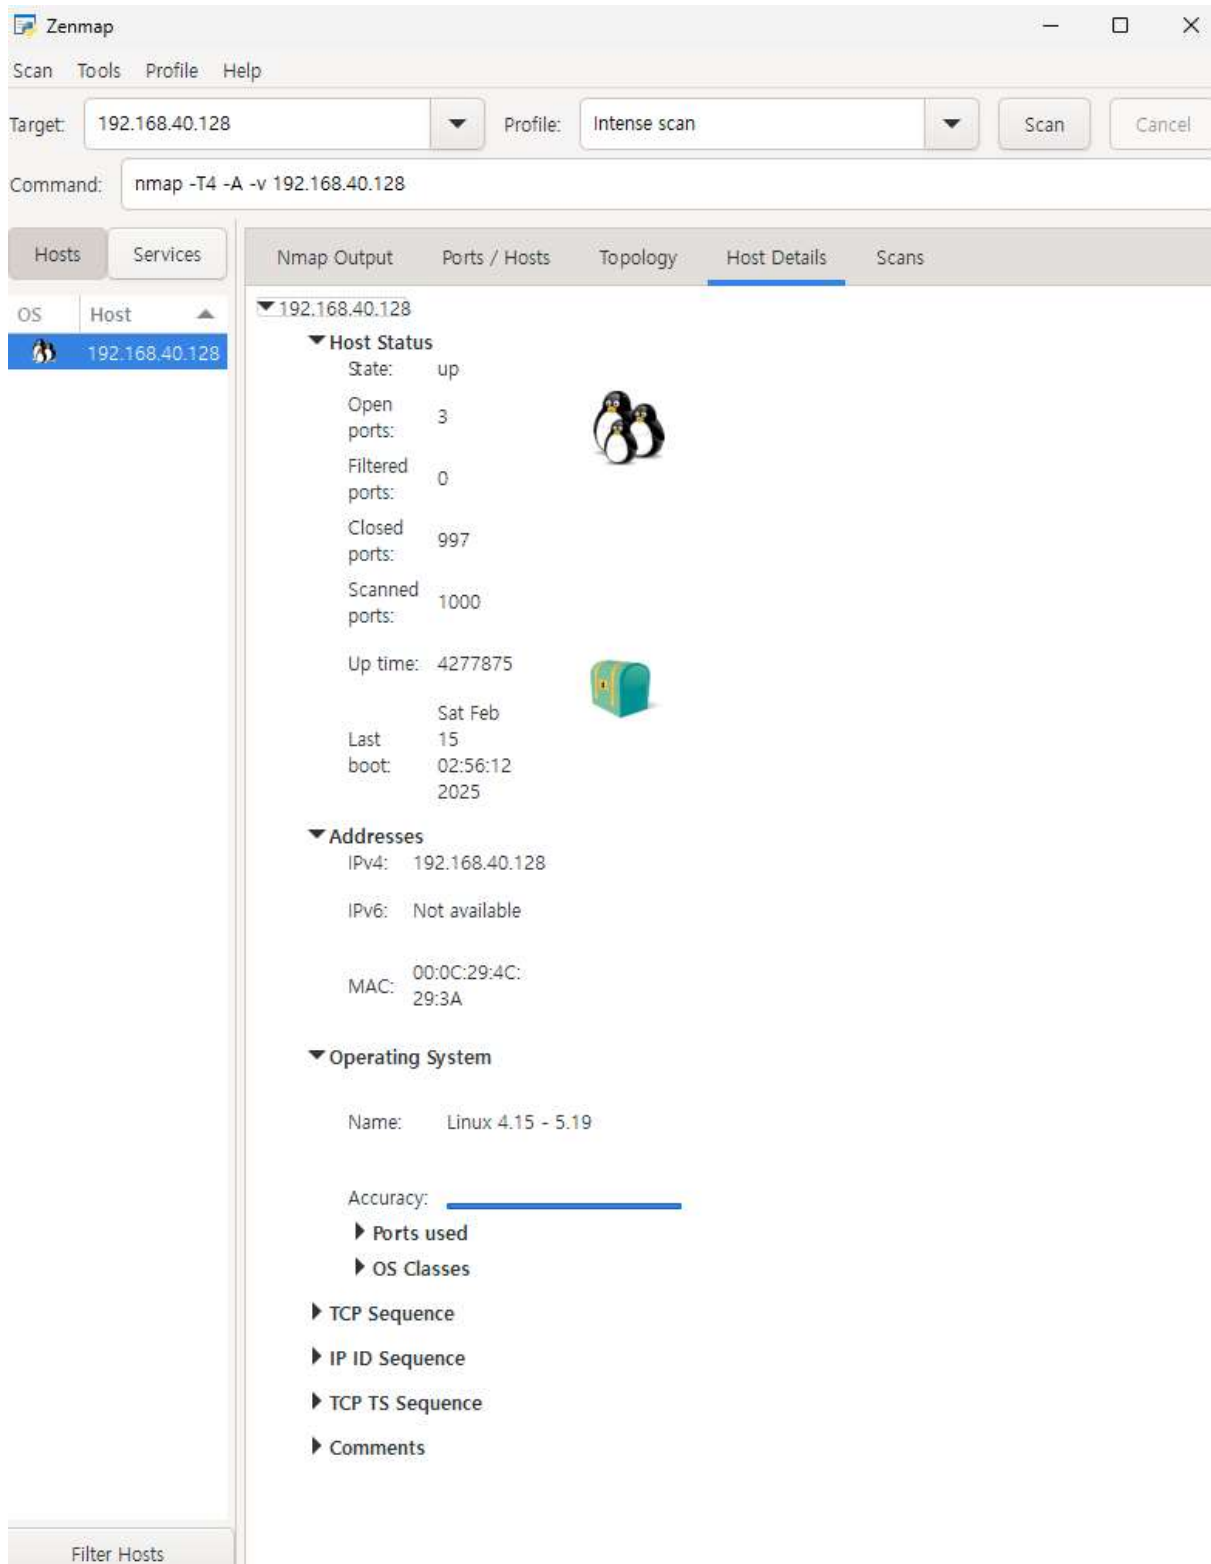 Zenmap
Scan Tools Profile Help
Target: 192.168.40.128 Profile: Intense scan Scan Cancel
Command: nmap -T4 -A -v 192.168.40.128
Hosts Services
Nmap Output Ports / Hosts Topology Host Details Scans
OS Host
192.168.40.128
192.168.40.128
Host Status
State: up
Open
ports: 3
Filtered
ports: 0
Closed
ports: 997
Scanned
ports: 1000
Up time: 4277875
Last
boot:
Sat Feb
15
02:56:12
2025
Addresses
IPv4: 192.168.40.128
IPv6: Not available
MAC: 00:0C:29:4C:
29:3A
Operating System
Name: Linux 4.15 - 5.19
Accuracy:
Ports used
OS Classes
TCP Sequence
IP ID Sequence
TCP TS Sequence
Comments
Filter Hosts